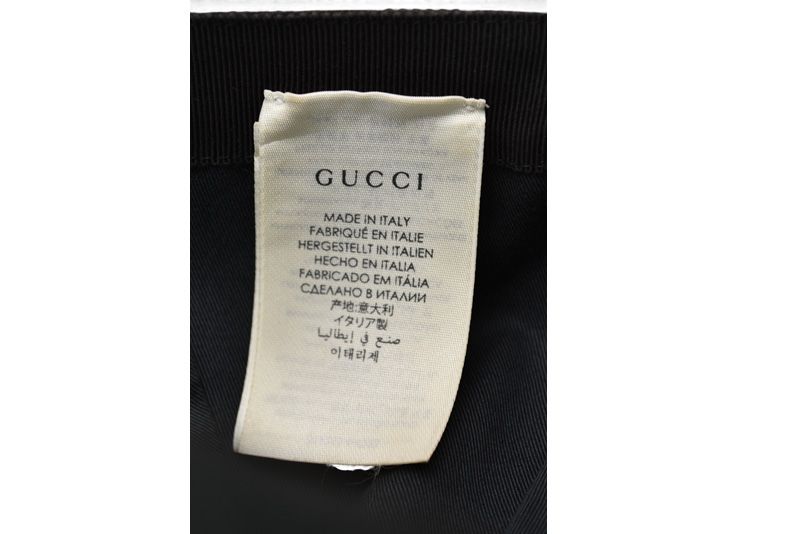 GUCCI
MADE IN ITALY
FABRIQUÉ EN ITALIE
HERGESTELLT IN ITALIEN
HECHO EN ITALIA
FABRICADO EM ITÁLIA
СДЕЛАНО В ИТАЛИИ
产地:意大利
イタリア製
صنع في إيطاليا
이태리제